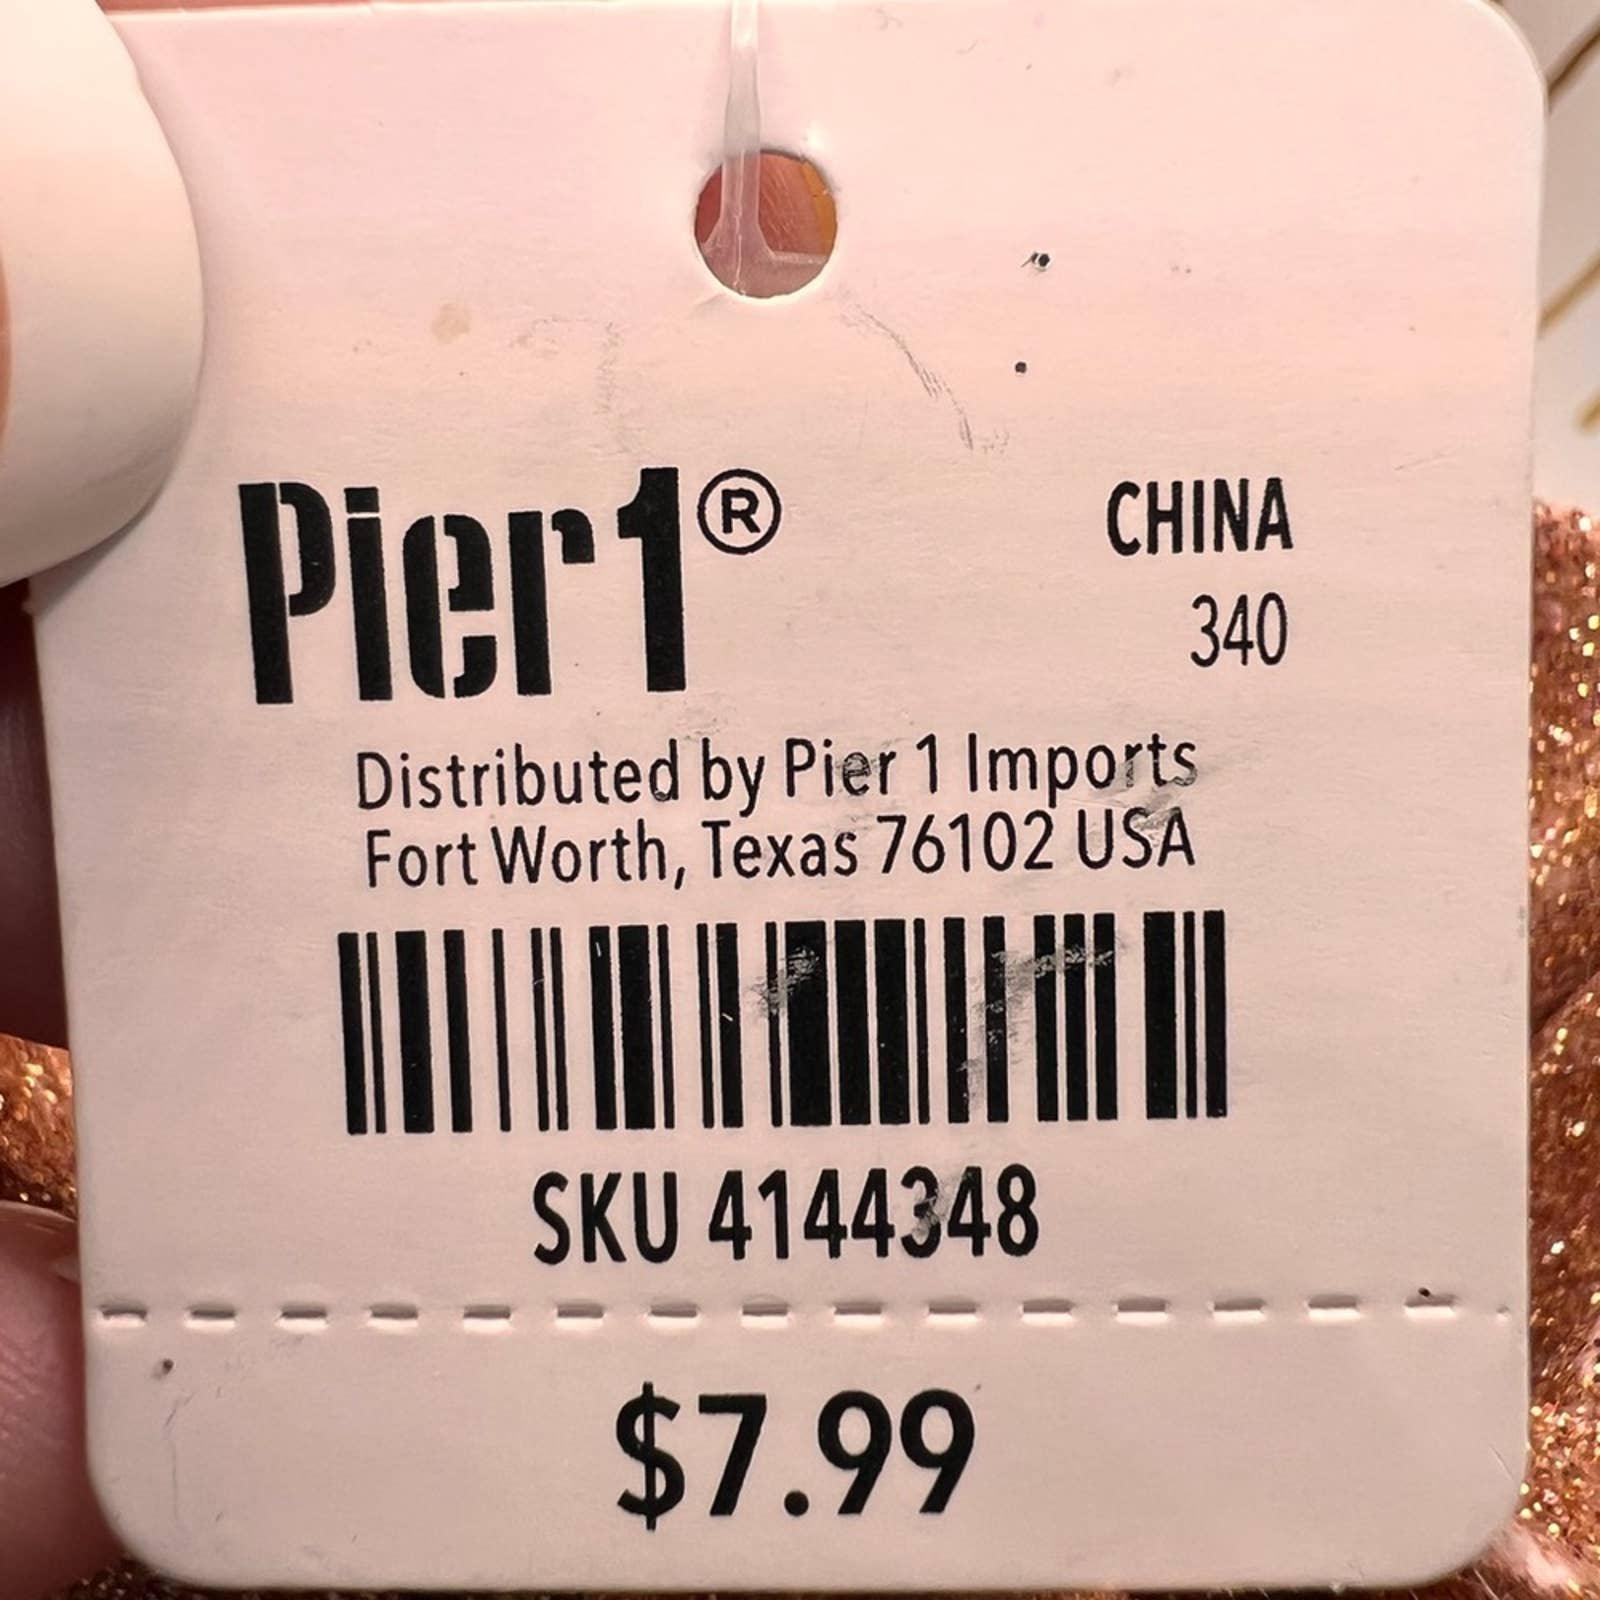 Pier1®
CHINA
340
Distributed by Pier 1 Imports
Fort Worth, Texas 76102 USA
SKU 4144348
$7.99